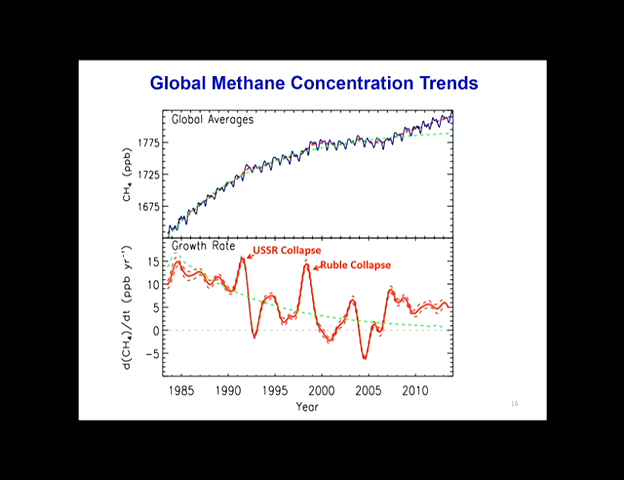 Global Methane Concentration Trends
Global Averages
1775
1725
1675
CH₄ (ppb)
Growth Rate
USSR Collapse
Ruble Collapse
15
10
5
0
−5
d(CH₄)/dt (ppb yr⁻¹)
1985 1990 1995 2000 2005 2010
Year
16